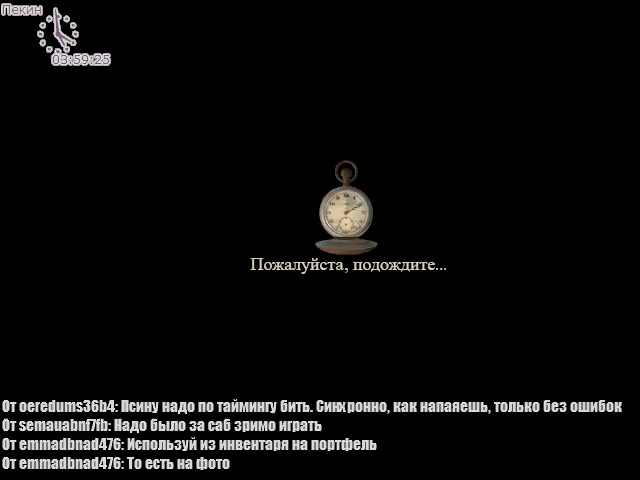 Пекин
03:59:25
Пожалуйста, подождите...
От oeredums36b4: Псину надо по таймингу бить. Синхронно, как напаяешь, только без ошибок
От semauabnf7fb: Надо было за саб зримо играть
От emmadbnad476: Используй из инвентаря на портфель
От emmadbnad476: То есть на фото